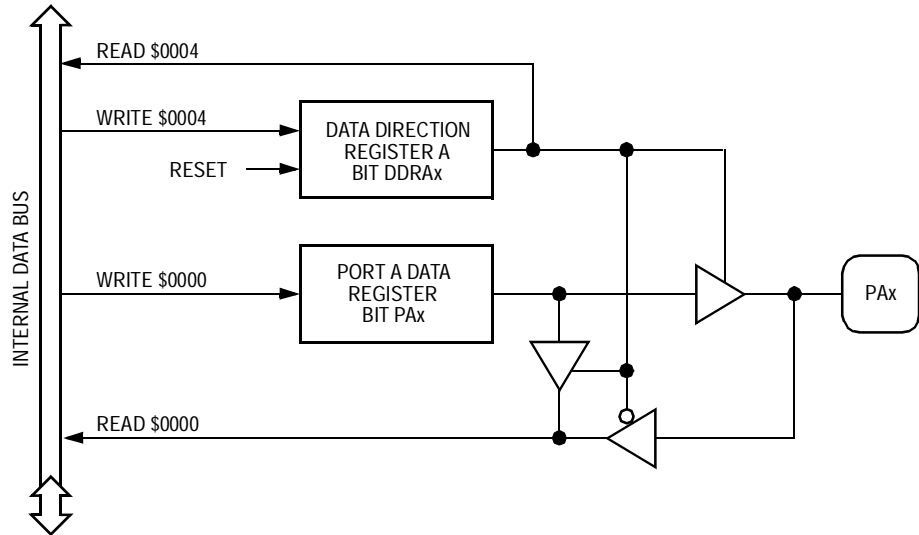 READ $0004
WRITE $0004
DATA DIRECTION
REGISTER A
BIT DDRAx
RESET
INTERNAL DATA BUS
WRITE $0000
PORT A DATA
REGISTER
BIT PAx
PAx
READ $0000